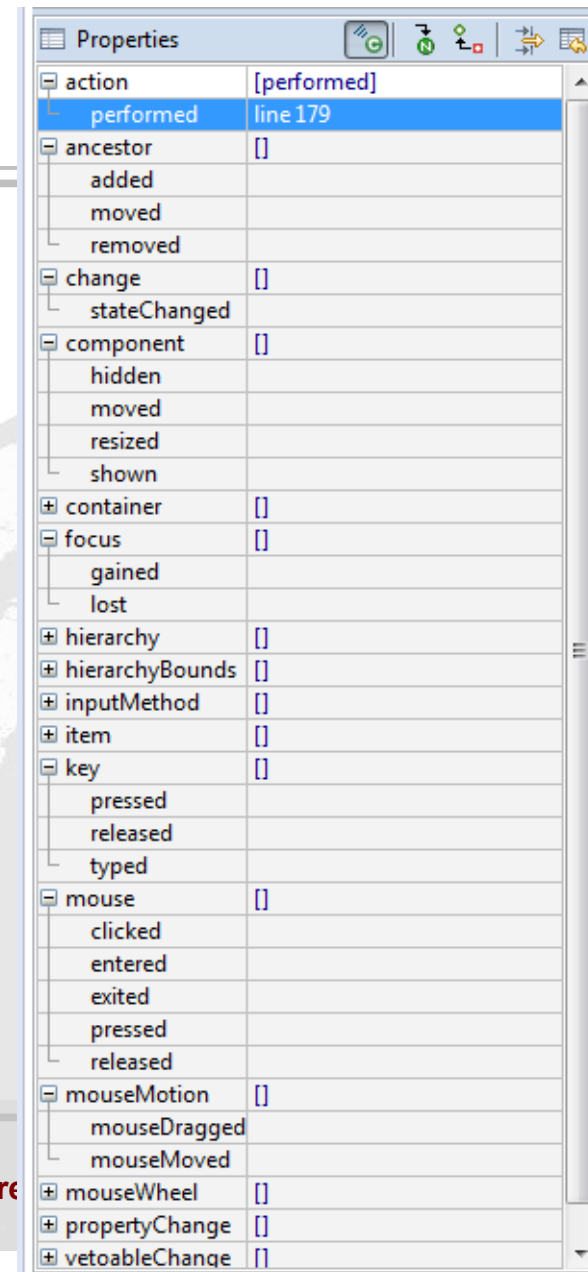 Properties
action [performed]
performed line 179
ancestor []
added
moved
removed
change []
stateChanged
component []
hidden
moved
resized
shown
container []
focus []
gained
lost
hierarchy []
hierarchyBounds []
inputMethod []
item []
key []
pressed
released
typed
mouse []
clicked
entered
exited
pressed
released
mouseMotion []
mouseDragged
mouseMoved
re
mouseWheel []
propertyChange []
vetoableChange []